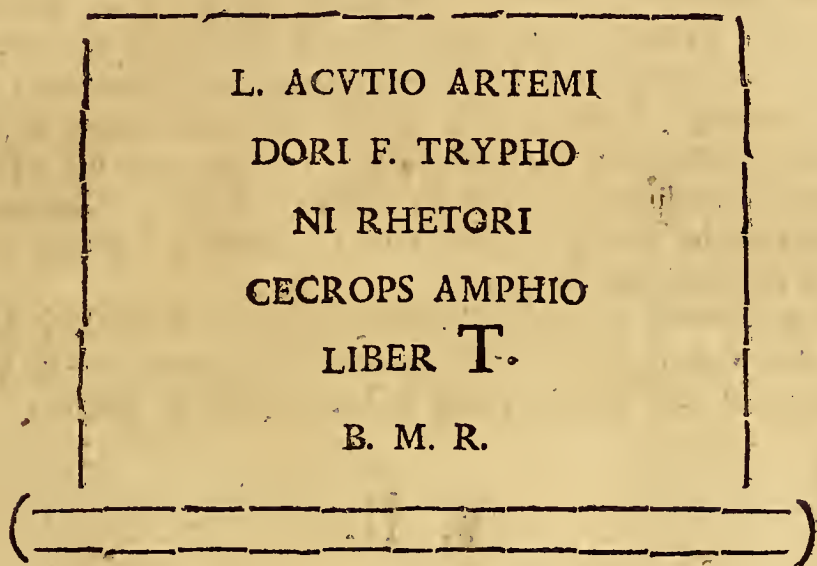 L. ACVTIO ARTEMI
DORI F. TRYPHO
NI RHETORI
CECROPS AMPHIO
LIBER T.
B. M. R.